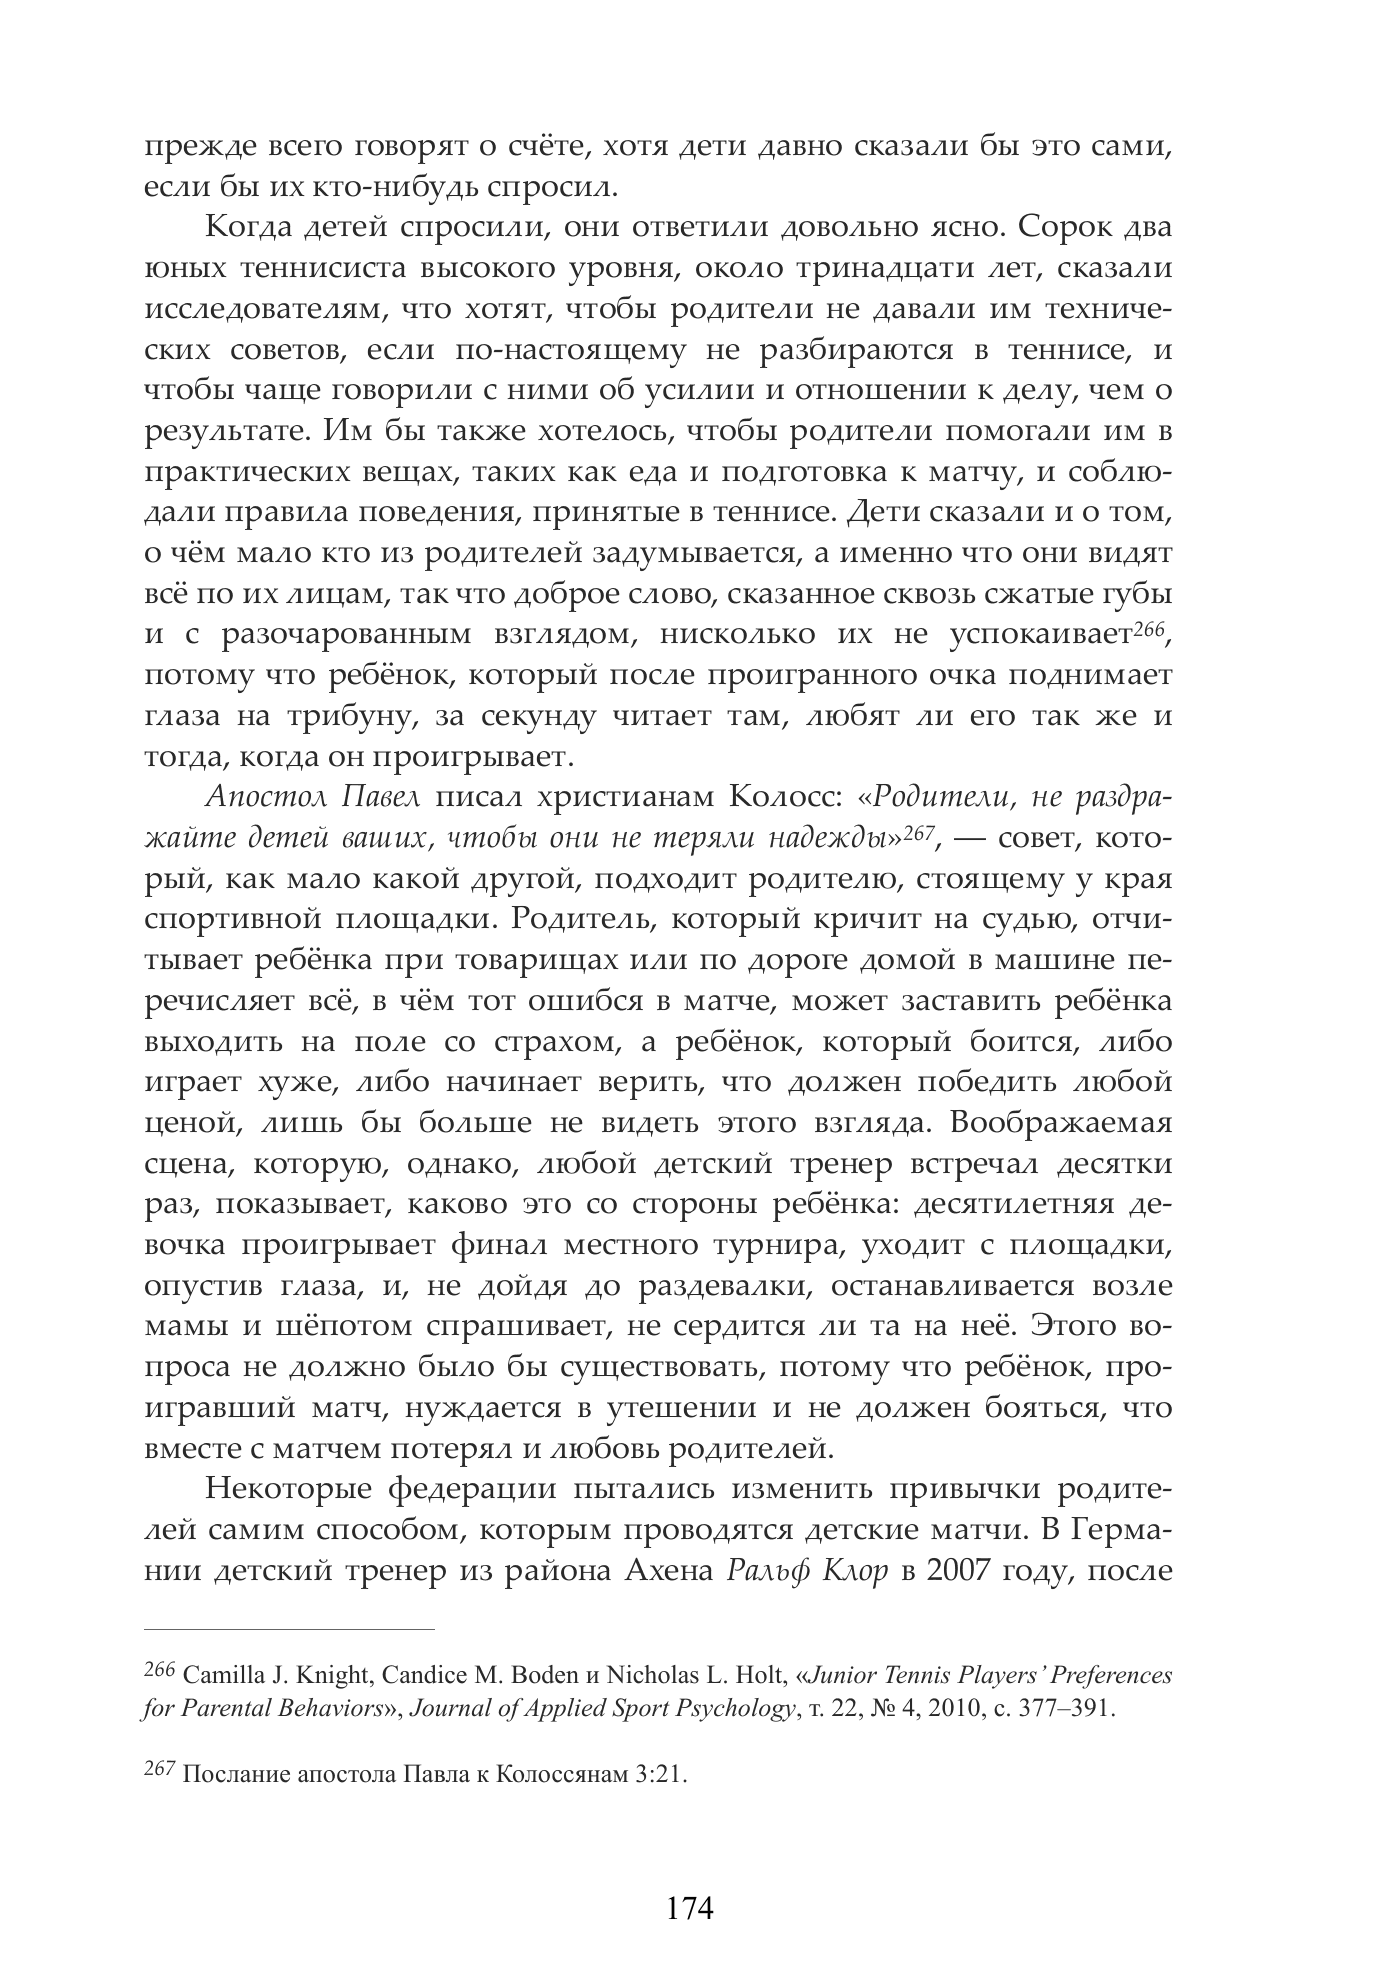 прежде всего говорят о счёте, хотя дети давно сказали бы это сами,
если бы их кто-нибудь спросил.
Когда детей спросили, они ответили довольно ясно. Сорок два
юных теннисиста высокого уровня, около тринадцати лет, сказали
исследователям, что хотят, чтобы родители не давали им техниче-
ских советов, если по-настоящему не разбираются в теннисе, и
чтобы чаще говорили с ними об усилии и отношении к делу, чем о
результате. Им бы также хотелось, чтобы родители помогали им в
практических вещах, таких как еда и подготовка к матчу, и соблю-
дали правила поведения, принятые в теннисе. Дети сказали и о том,
о чём мало кто из родителей задумывается, а именно что они видят
всё по их лицам, так что доброе слово, сказанное сквозь сжатые губы
и с разочарованным взглядом, нисколько их не успокаивает266,
потому что ребёнок, который после проигранного очка поднимает
глаза на трибуну, за секунду читает там, любят ли его так же и
тогда, когда он проигрывает.
Апостол Павел писал христианам Колосс: «Родители, не раздра-
жайте детей ваших, чтобы они не теряли надежды»267, — совет, кото-
рый, как мало какой другой, подходит родителю, стоящему у края
спортивной площадки. Родитель, который кричит на судью, отчи-
тывает ребёнка при товарищах или по дороге домой в машине пе-
речисляет всё, в чём тот ошибся в матче, может заставить ребёнка
выходить на поле со страхом, а ребёнок, который боится, либо
играет хуже, либо начинает верить, что должен победить любой
ценой, лишь бы больше не видеть этого взгляда. Воображаемая
сцена, которую, однако, любой детский тренер встречал десятки
раз, показывает, каково это со стороны ребёнка: десятилетняя де-
вочка проигрывает финал местного турнира, уходит с площадки,
опустив глаза, и, не дойдя до раздевалки, останавливается возле
мамы и шёпотом спрашивает, не сердится ли та на неё. Этого во-
проса не должно было бы существовать, потому что ребёнок, про-
игравший матч, нуждается в утешении и не должен бояться, что
вместе с матчем потерял и любовь родителей.
Некоторые федерации пытались изменить привычки родите-
лей самим способом, которым проводятся детские матчи. В Герма-
нии детский тренер из района Ахена Ральф Клор в 2007 году, после
266 Camilla J. Knight, Candice M. Boden и Nicholas L. Holt, «Junior Tennis Players’ Preferences
for Parental Behaviors», Journal of Applied Sport Psychology, т. 22, № 4, 2010, с. 377–391.
267 Послание апостола Павла к Колоссянам 3:21.
174